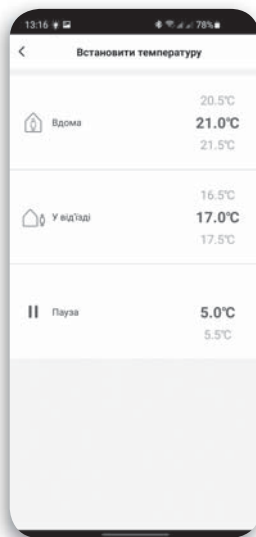 13:16 78%
Встановити температуру
20.5°C
Вдома 21.0°C
21.5°C
16.5°C
У від'їзді 17.0°C
17.5°C
Пауза 5.0°C
5.5°C